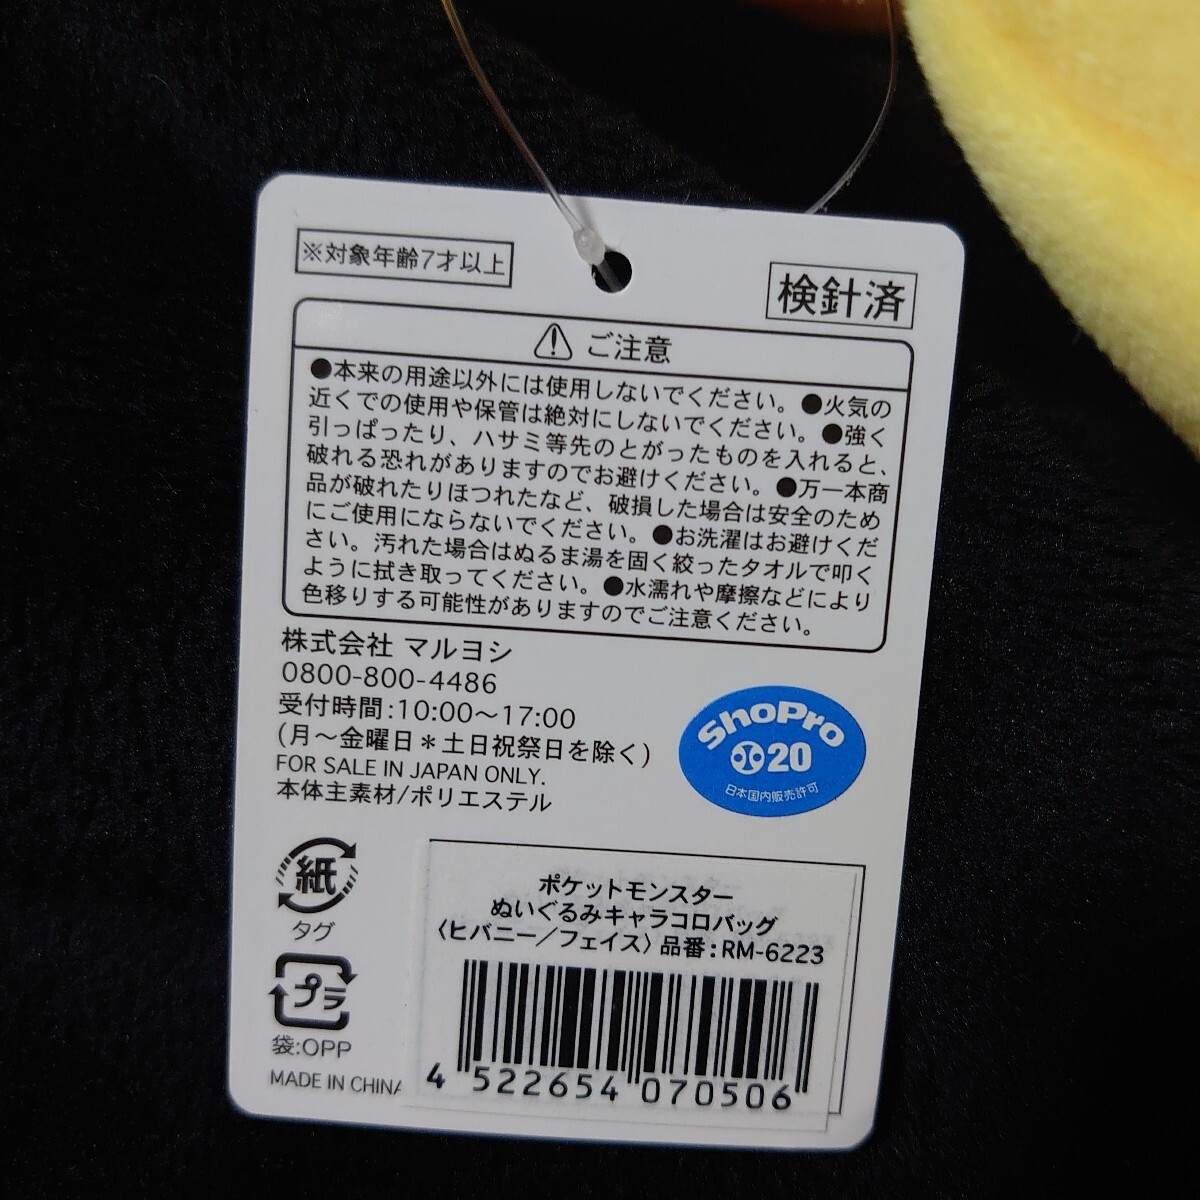 ※対象年齢7才以上
検針済
ご注意
●本来の用途以外には使用しないでください。●火気の
近くでの使用や保管は絶対にしないでください。●強く
引っぱったり、ハサミ等先のとがったものを入れると、
破れる恐れがありますのでお避けください。●万一本商
品が破れたりほつれたなど、破損した場合は安全のため
にご使用にならないでください。●お洗濯はお避けくだ
さい。汚れた場合はぬるま湯を固く絞ったタオルで叩く
ように拭き取ってください。●水濡れや摩擦などにより
色移りする可能性がありますのでご注意ください。
株式会社 マルヨシ
0800-800-4486
受付時間:10:00～17:00
(月～金曜日＊土日祝祭日を除く)
FOR SALE IN JAPAN ONLY.
本体主素材/ポリエステル
ShoPro
20
日本国内販売許可
紙
タグ
プラ
袋:OPP
MADE IN CHINA
ポケットモンスター
ぬいぐるみキャラコロバッグ
〈ヒバニー／フェイス〉品番:RM-6223
4 522654 070506